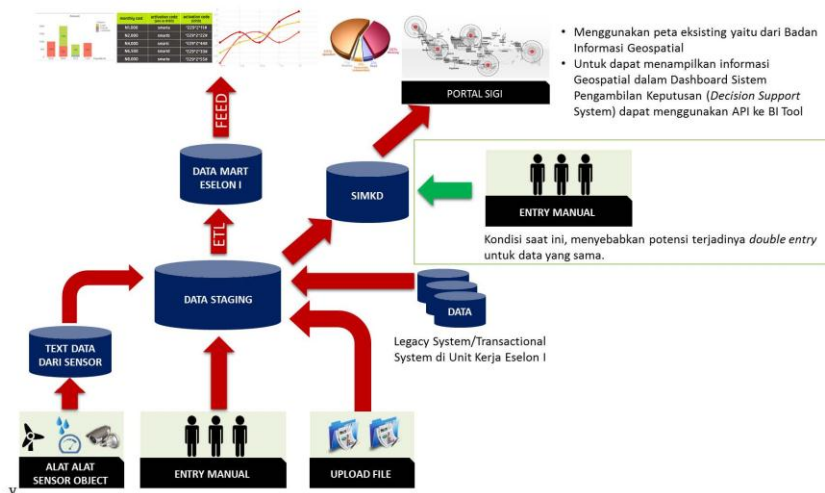 • Menggunakan peta eksisting yaitu dari Badan
Informasi Geospatial
• Untuk dapat menampilkan informasi
Geospatial dalam Dashboard Sistem
Pengambilan Keputusan (Decision Support
System) dapat menggunakan API ke BI Tool
PORTAL SIGI
FEED
DATA MART
ESELON I
SIMKD
ENTRY MANUAL
Kondisi saat ini, menyebabkan potensi terjadinya double entry
untuk data yang sama.
ETL
DATA STAGING
DATA
Legacy System/Transactional
System di Unit Kerja Eselon I
TEXT DATA
DARI SENSOR
ALAT ALAT
SENSOR OBJECT
ENTRY MANUAL
UPLOAD FILE